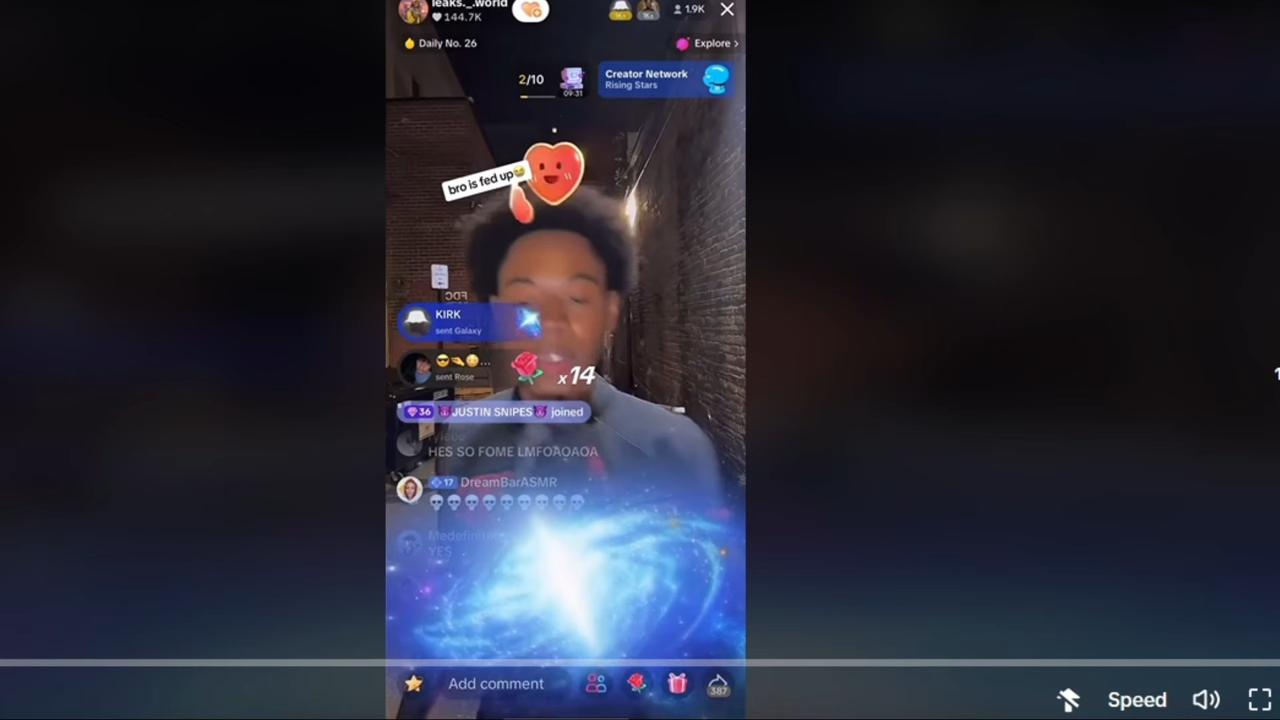 leaks._.world
144.7K
1.9K
Daily No. 26
Explore >
2/10
09:31
Creator Network
Rising Stars
bro is fed up😂
KIRK
sent Galaxy
😎🤏😳...
sent Rose
x14
36 😈JUSTIN SNIPES😈 joined
HES SO FOME LMFOAOAOA
17 DreamBarASMR
💀💀💀💀💀💀💀💀💀
YES
Add comment
387
Speed